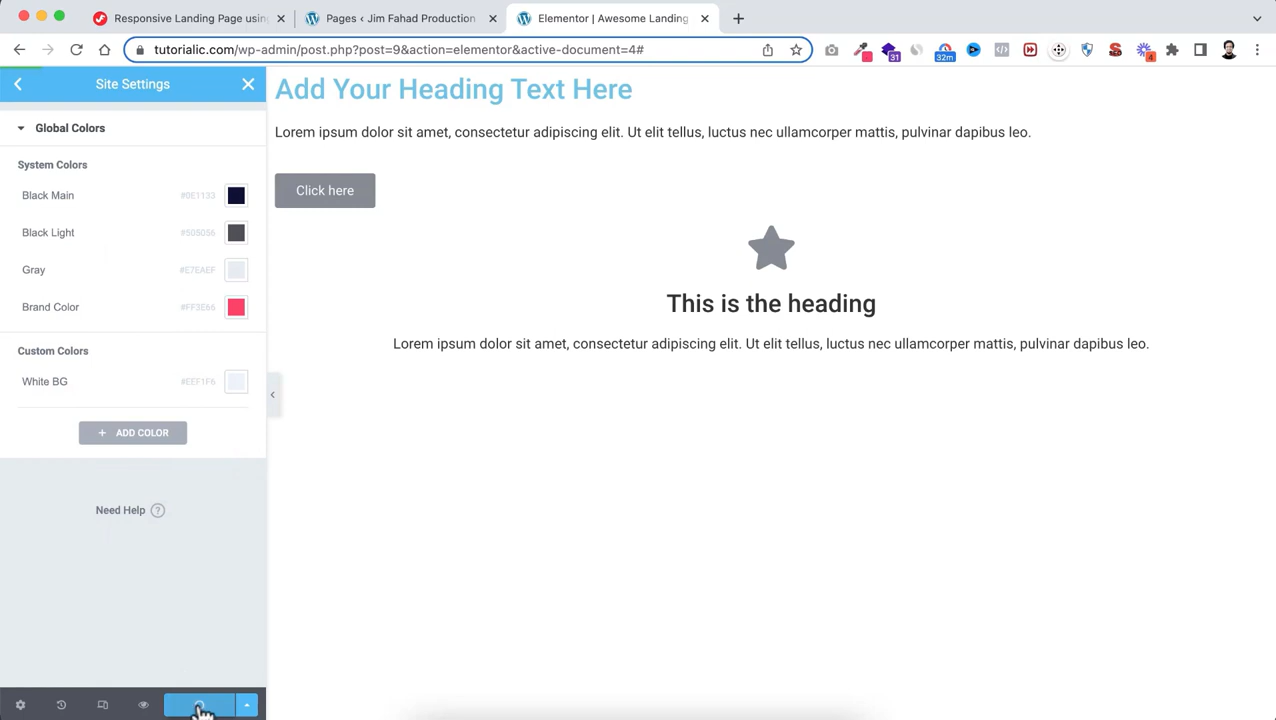 Responsive Landing Page using
Pages ‹ Jim Fahad Production
Elementor | Awesome Landing
tutorialic.com/wp-admin/post.php?post=9&action=elementor&active-document=4#
31
32m
4
Site Settings
Global Colors
System Colors
Black Main #0E1133
Black Light #505056
Gray #E7EAEF
Brand Color #FF3E66
Custom Colors
White BG #EEF1F6
+ ADD COLOR
Need Help ?
Add Your Heading Text Here
Lorem ipsum dolor sit amet, consectetur adipiscing elit. Ut elit tellus, luctus nec ullamcorper mattis, pulvinar dapibus leo.
Click here
This is the heading
Lorem ipsum dolor sit amet, consectetur adipiscing elit. Ut elit tellus, luctus nec ullamcorper mattis, pulvinar dapibus leo.